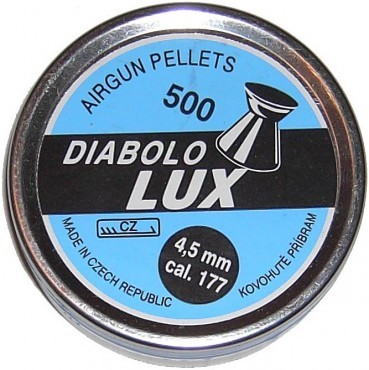 AIRGUN PELLETS
500
DIABOLO
LUX
CZ
4,5 mm
cal. 177
MADE IN CZECH REPUBLIC
KOVOHUTĚ PŘÍBRAM